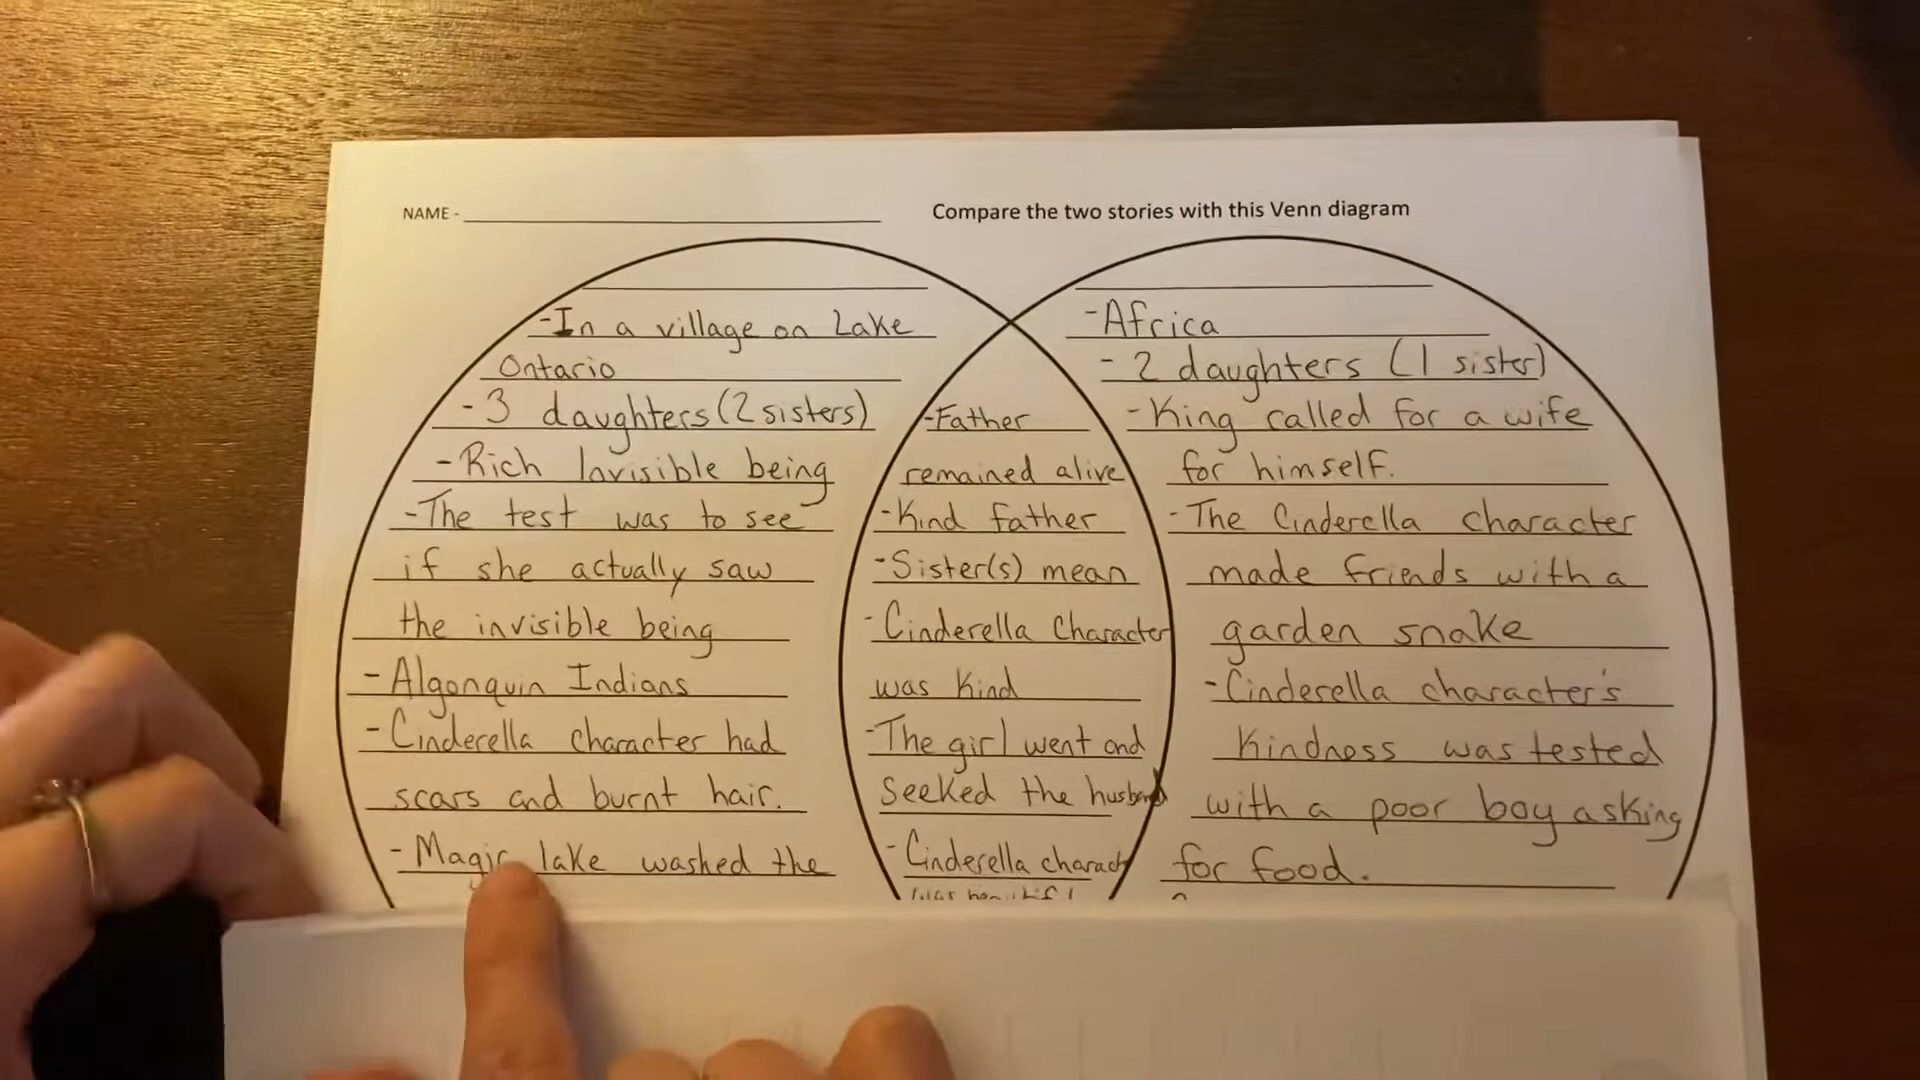 NAME - Compare the two stories with this Venn diagram
-In a village on Lake
Ontario
-3 daughters (2 sisters)
-Rich Invisible being
-The test was to see
if she actually saw
the invisible being
-Algonquin Indians
-Cinderella character had
scars and burnt hair.
-Magic lake washed the
-Father
remained alive
-Kind father
-Sister(s) mean
-Cinderella Character
was kind
-The girl went and
seeked the husband
-Cinderella charact
-Africa
-2 daughters (1 sister)
-King called for a wife
for himself.
-The Cinderella character
made friends with a
garden snake
-Cinderella character's
Kindness was tested
with a poor boy asking
for food.